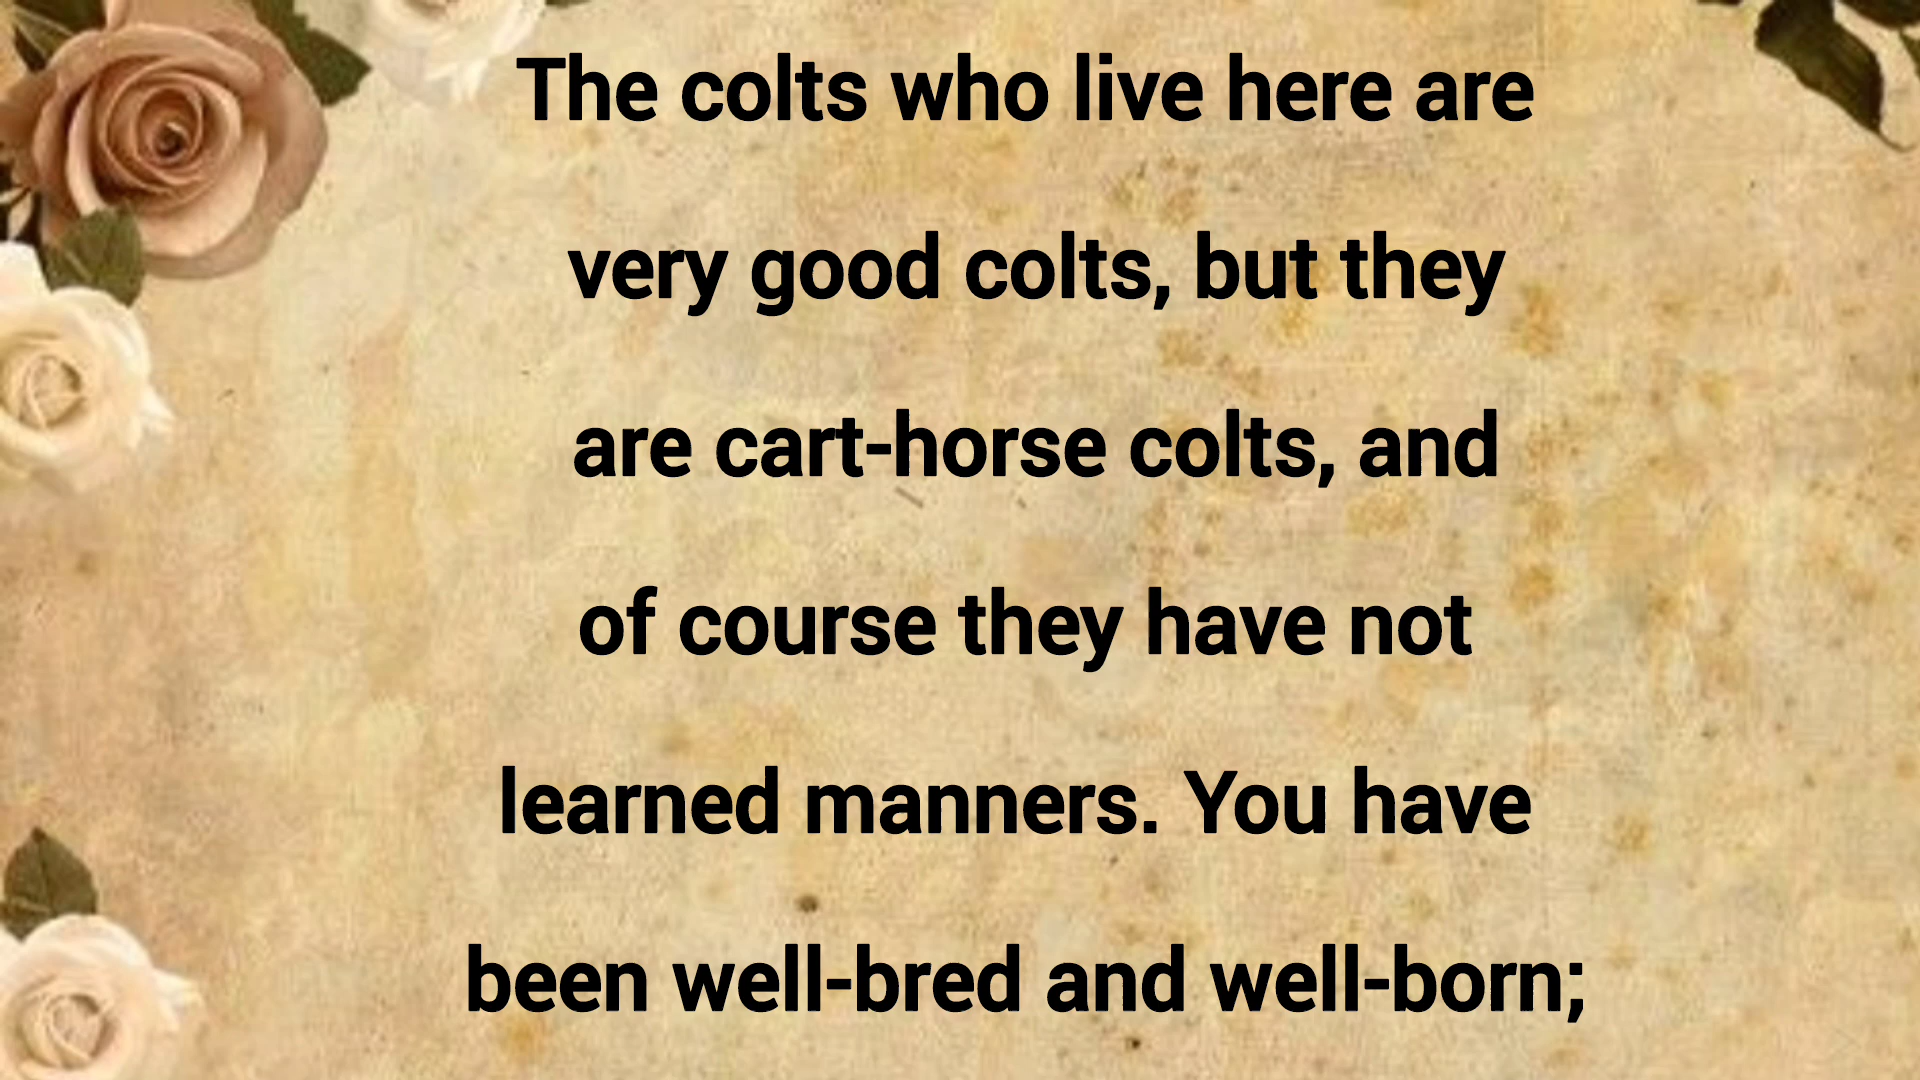 The colts who live here are
very good colts, but they
are cart-horse colts, and
of course they have not
learned manners. You have
been well-bred and well-born;